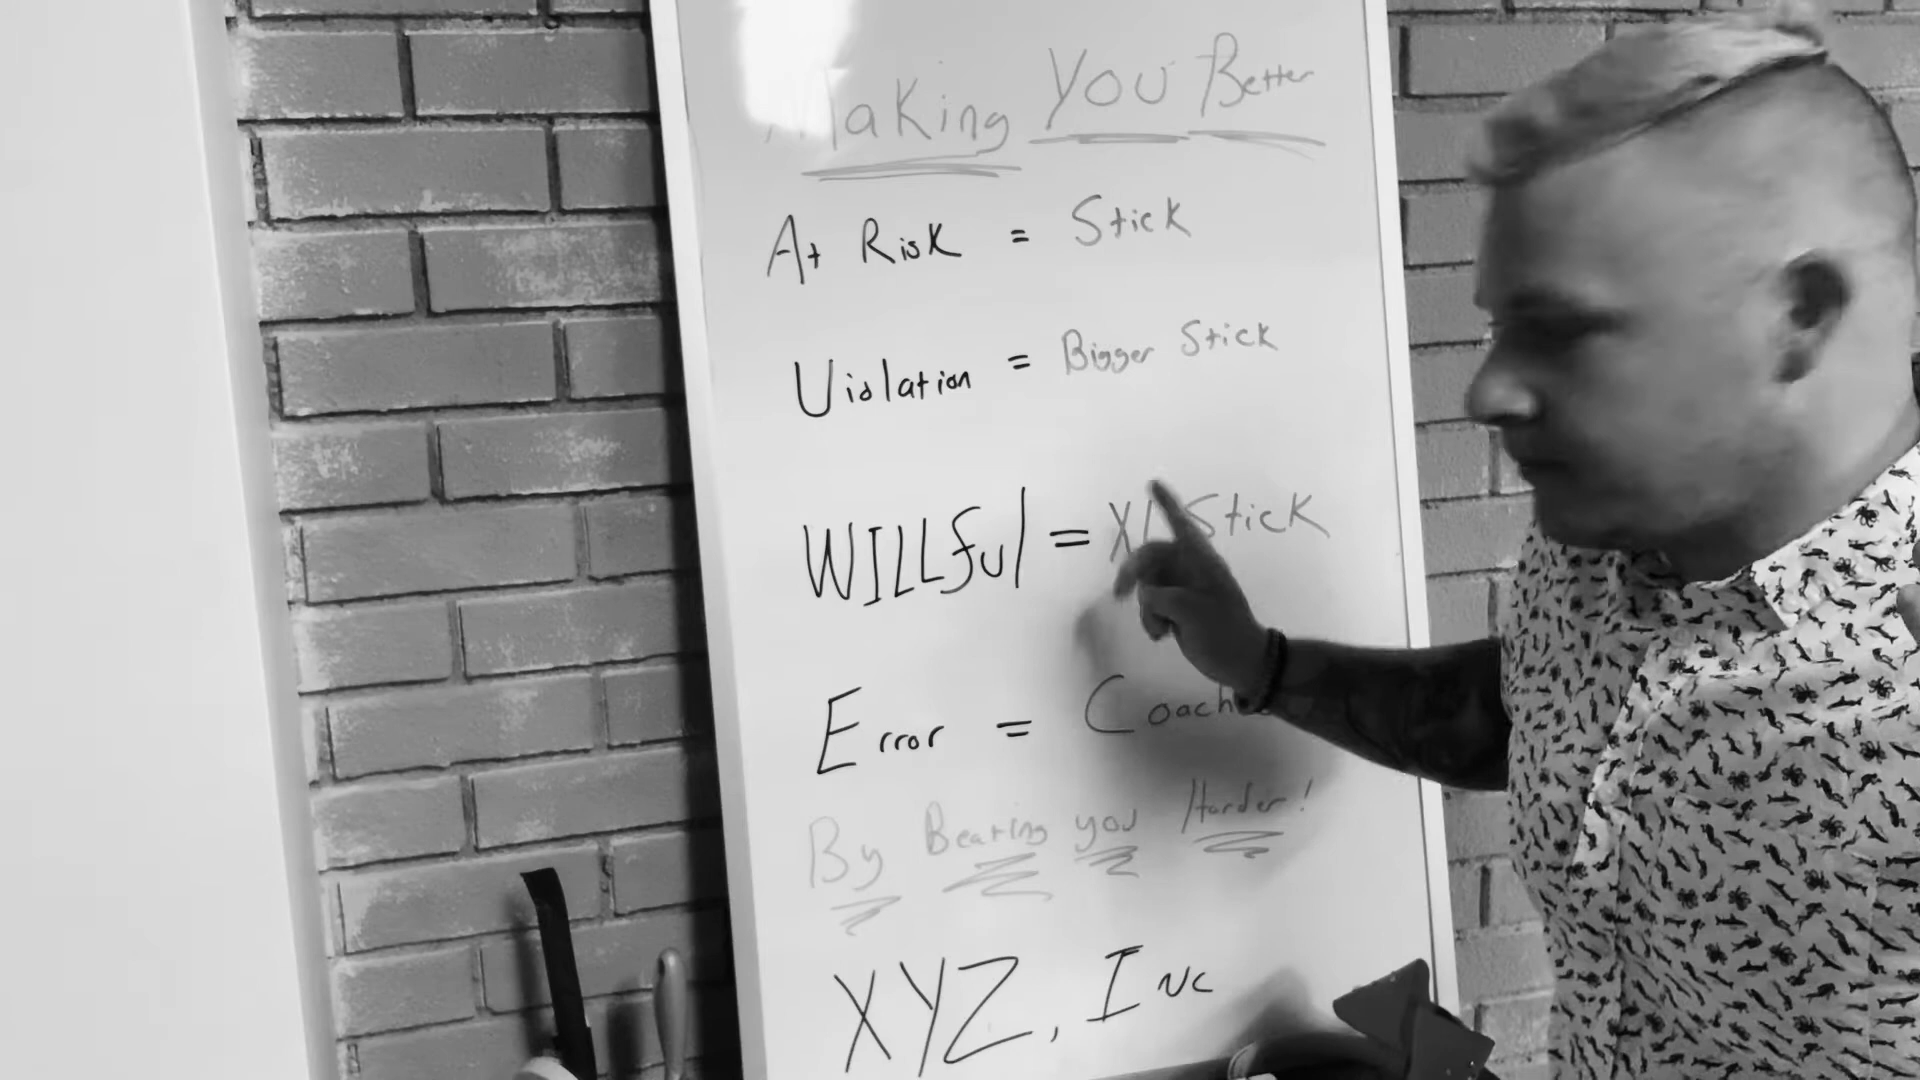 Making You Better
At Risk = Stick
Violation = Bigger Stick
WILLful = XL Stick
Error =
By Beating you Harder!
XYZ, Inc